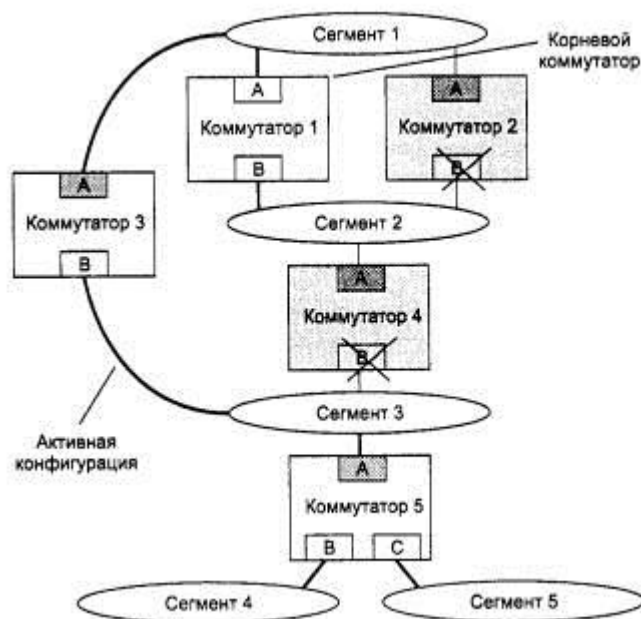 Сегмент 1
Корневой
коммутатор
A
A
Коммутатор 1
Коммутатор 2
B
B
A
Коммутатор 3
B
Сегмент 2
A
Коммутатор 4
B
Сегмент 3
Активная
конфигурация
A
Коммутатор 5
B
C
Сегмент 4
Сегмент 5